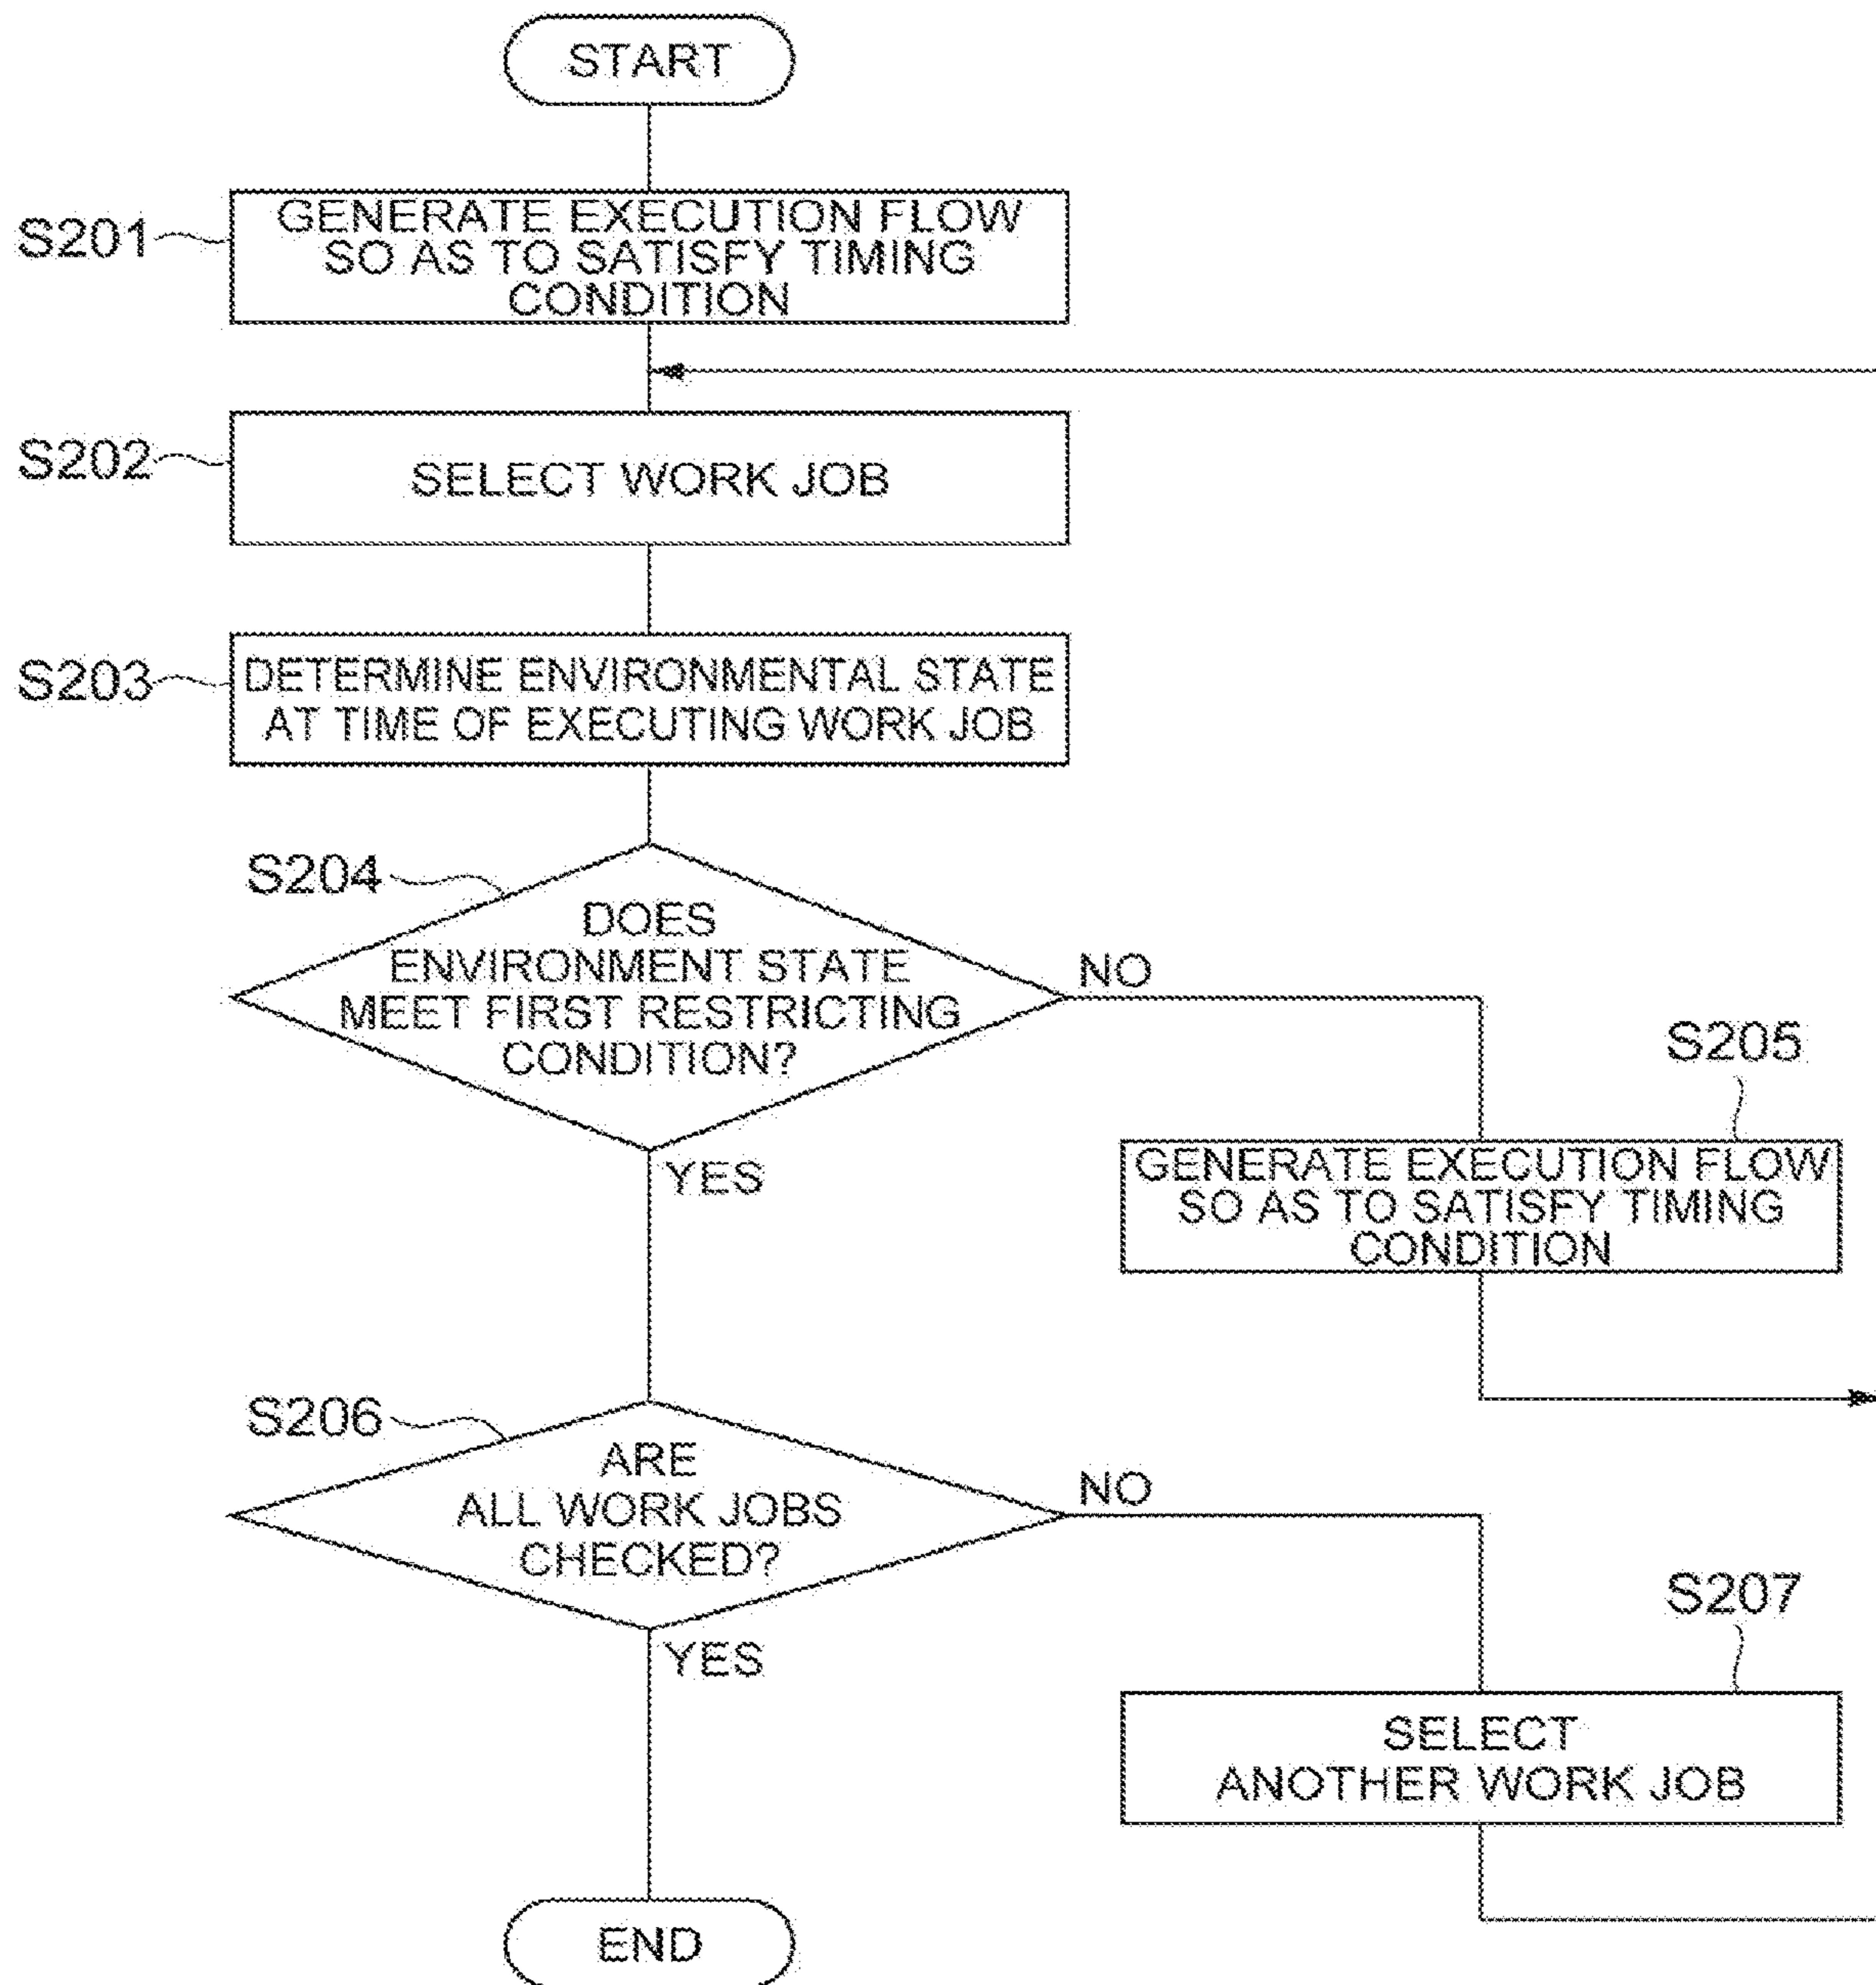 START
S201
GENERATE EXECUTION FLOW
SO AS TO SATISFY TIMING
CONDITION
S202
SELECT WORK JOB
S203
DETERMINE ENVIRONMENTAL STATE
AT TIME OF EXECUTING WORK JOB
S204
DOES
ENVIRONMENT STATE
MEET FIRST RESTRICTING
CONDITION?
NO
YES
S205
GENERATE EXECUTION FLOW
SO AS TO SATISFY TIMING
CONDITION
S206
ARE
ALL WORK JOBS
CHECKED?
NO
YES
S207
SELECT
ANOTHER WORK JOB
END